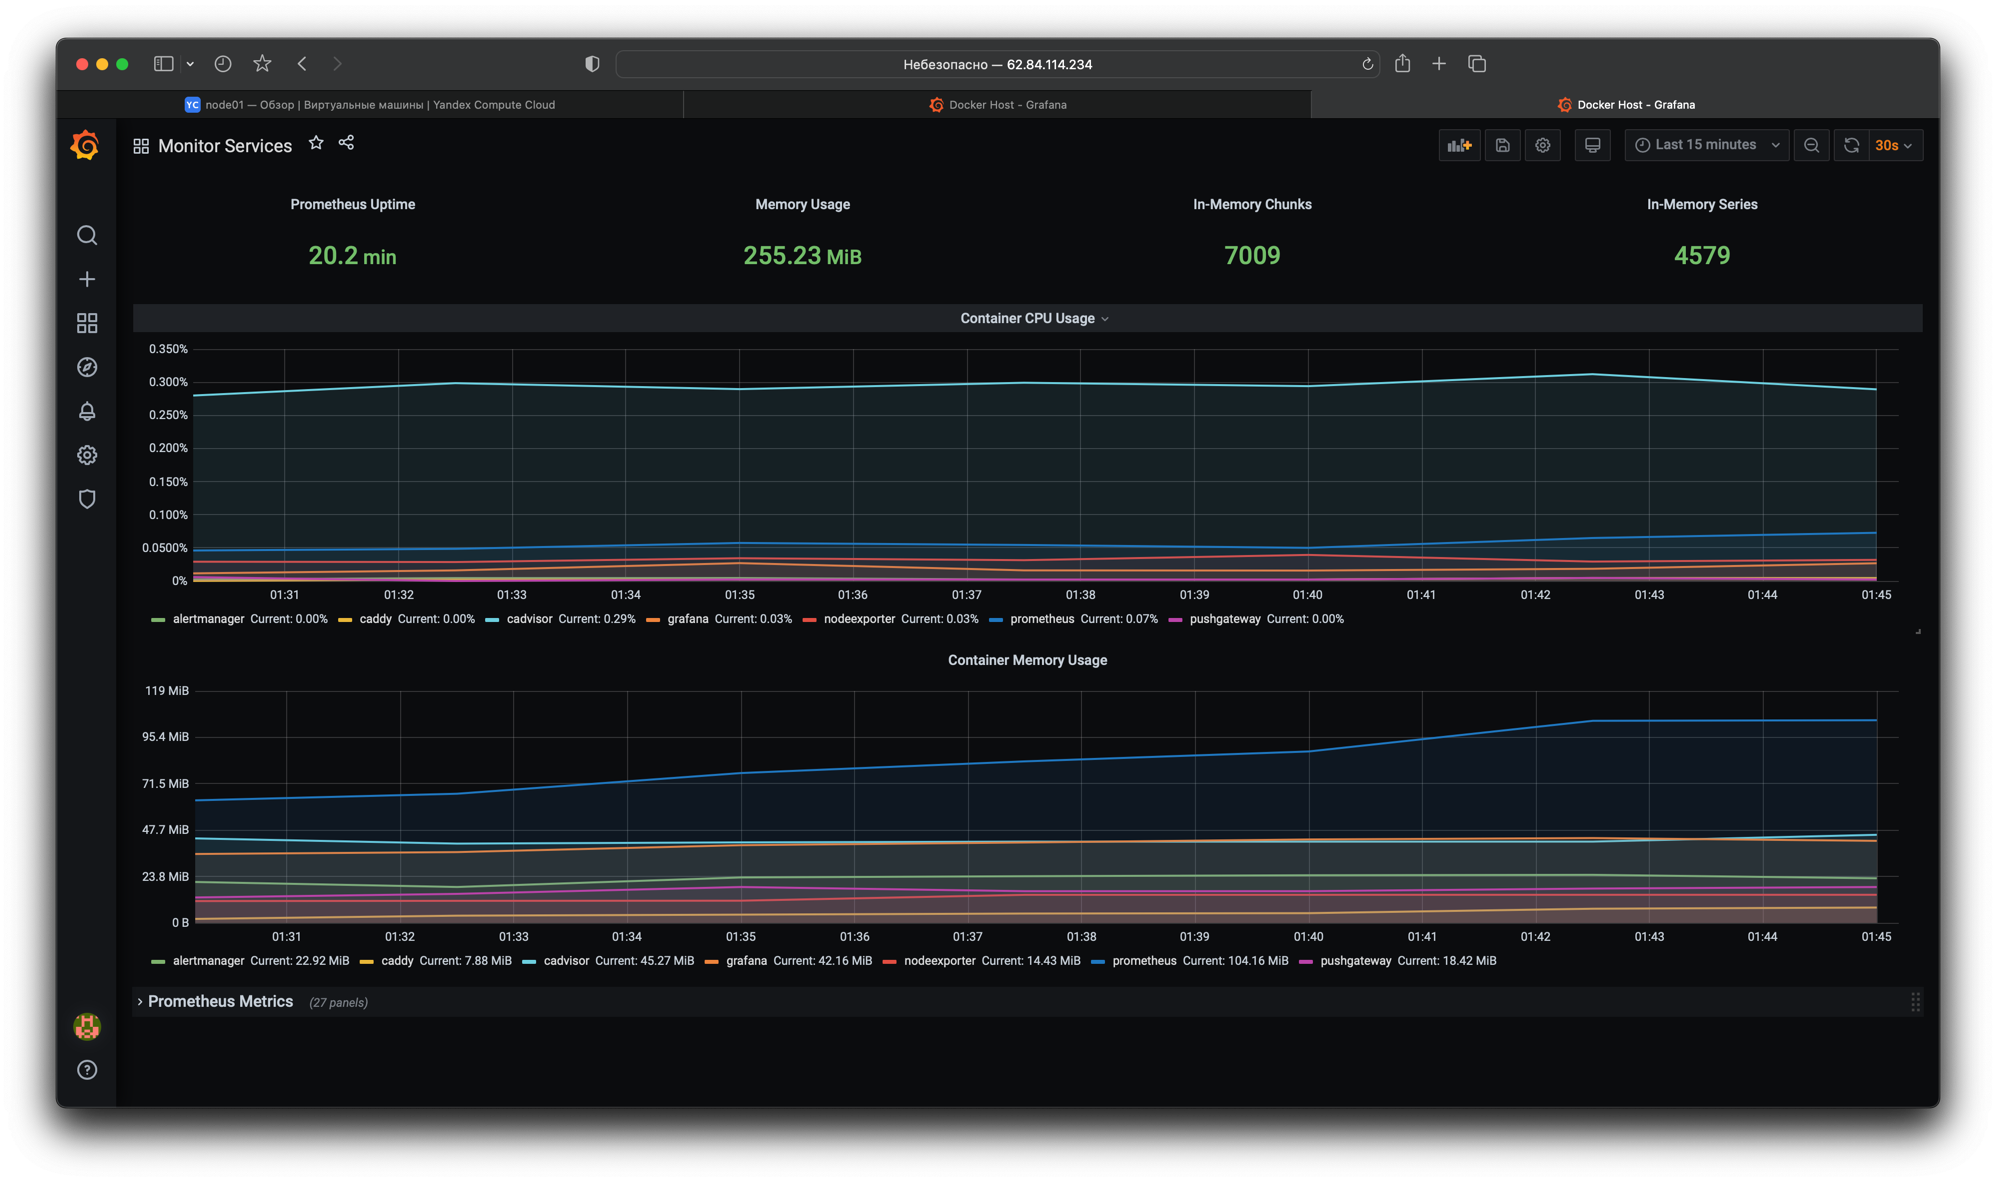 Небезопасно — 62.84.114.234
YC node01 — Обзор | Виртуальные машины | Yandex Compute Cloud
Docker Host - Grafana
Docker Host - Grafana
Monitor Services
Last 15 minutes
30s
Prometheus Uptime
Memory Usage
In-Memory Chunks
In-Memory Series
20.2 min
255.23 MiB
7009
4579
Container CPU Usage
0.350%
0.300%
0.250%
0.200%
0.150%
0.100%
0.0500%
0%
01:31 01:32 01:33 01:34 01:35 01:36 01:37 01:38 01:39 01:40 01:41 01:42 01:43 01:44 01:45
alertmanager Current: 0.00% caddy Current: 0.00% cadvisor Current: 0.29% grafana Current: 0.03% nodeexporter Current: 0.03% prometheus Current: 0.07% pushgateway Current: 0.00%
Container Memory Usage
119 MiB
95.4 MiB
71.5 MiB
47.7 MiB
23.8 MiB
0 B
01:31 01:32 01:33 01:34 01:35 01:36 01:37 01:38 01:39 01:40 01:41 01:42 01:43 01:44 01:45
alertmanager Current: 22.92 MiB caddy Current: 7.88 MiB cadvisor Current: 45.27 MiB grafana Current: 42.16 MiB nodeexporter Current: 14.43 MiB prometheus Current: 104.16 MiB pushgateway Current: 18.42 MiB
Prometheus Metrics (27 panels)